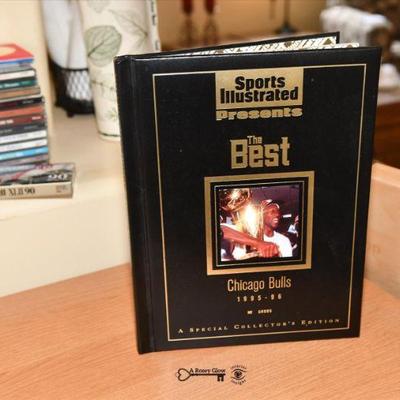 Sports
Illustrated
Presents
The
Best
Chicago Bulls
1995-96
A Special Collector's Edition
A Rosey Glow